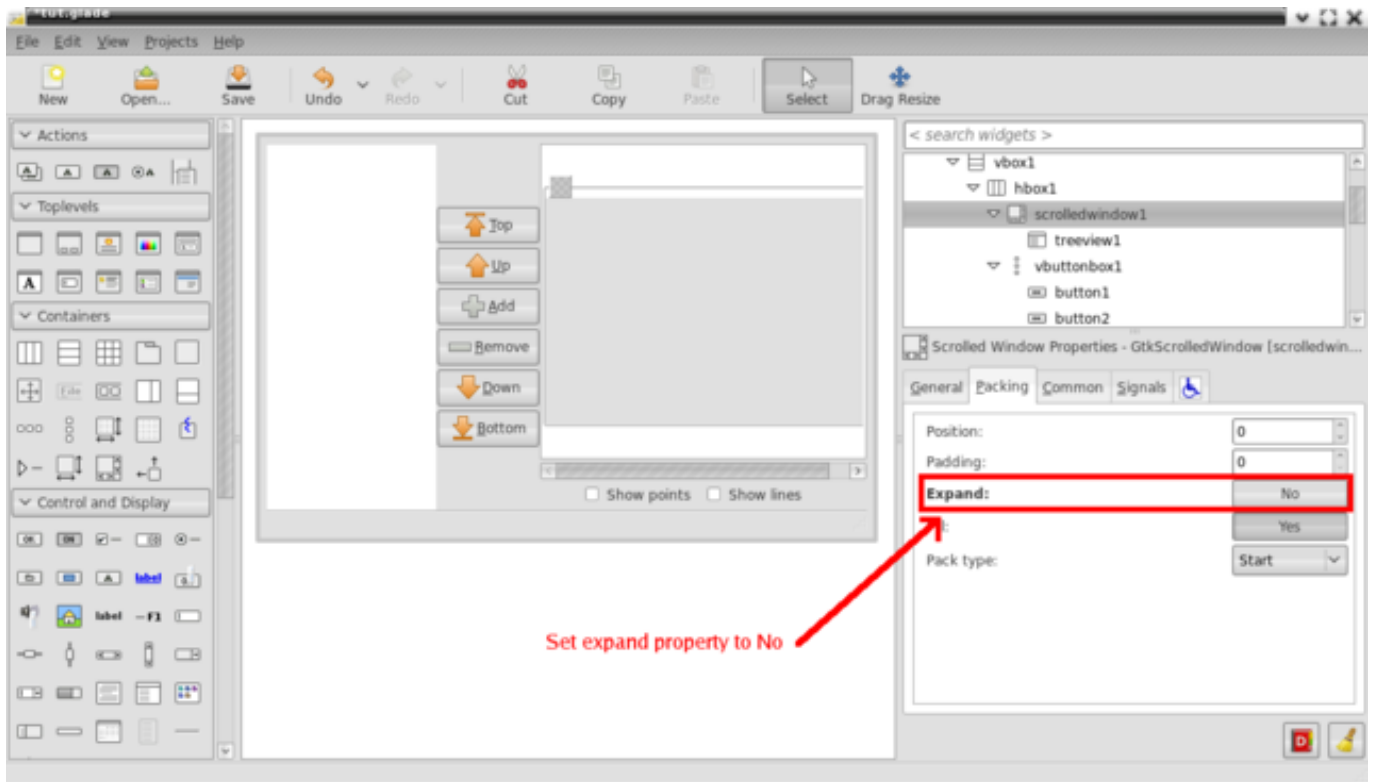 *tut.glade
File Edit View Projects Help
New Open... Save Undo Redo Cut Copy Paste Select Drag Resize
Actions
Toplevels
Containers
Control and Display
Top
Up
Add
Remove
Down
Bottom
Show points Show lines
< search widgets >
vbox1
hbox1
scrolledwindow1
treeview1
vbuttonbox1
button1
button2
Scrolled Window Properties - GtkScrolledWindow [scrolledwin...
General Packing Common Signals
Position: 0
Padding: 0
Expand: No
Yes
Pack type: Start
Set expand property to No